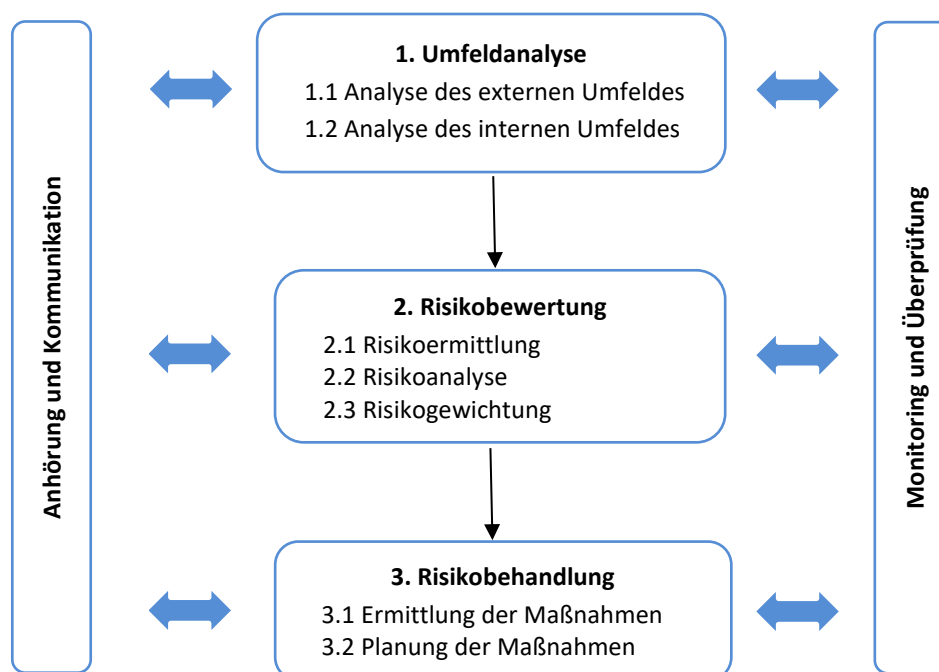 Anhörung und Kommunikation
1. Umfeldanalyse
1.1 Analyse des externen Umfeldes
1.2 Analyse des internen Umfeldes
2. Risikobewertung
2.1 Risikoermittlung
2.2 Risikoanalyse
2.3 Risikogewichtung
3. Risikobehandlung
3.1 Ermittlung der Maßnahmen
3.2 Planung der Maßnahmen
Monitoring und Überprüfung